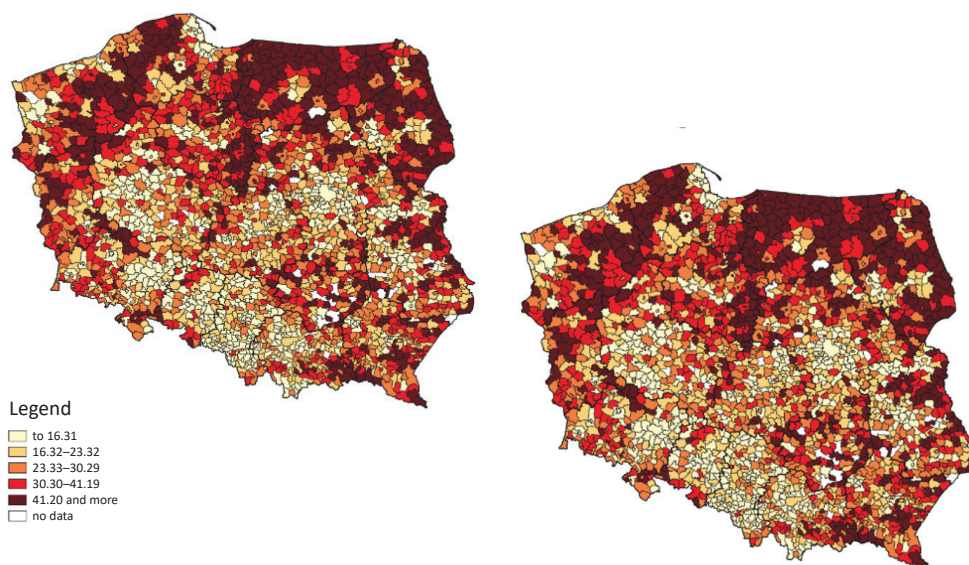 Legend
to 16.31
16.32–23.32
23.33–30.29
30.30–41.19
41.20 and more
no data